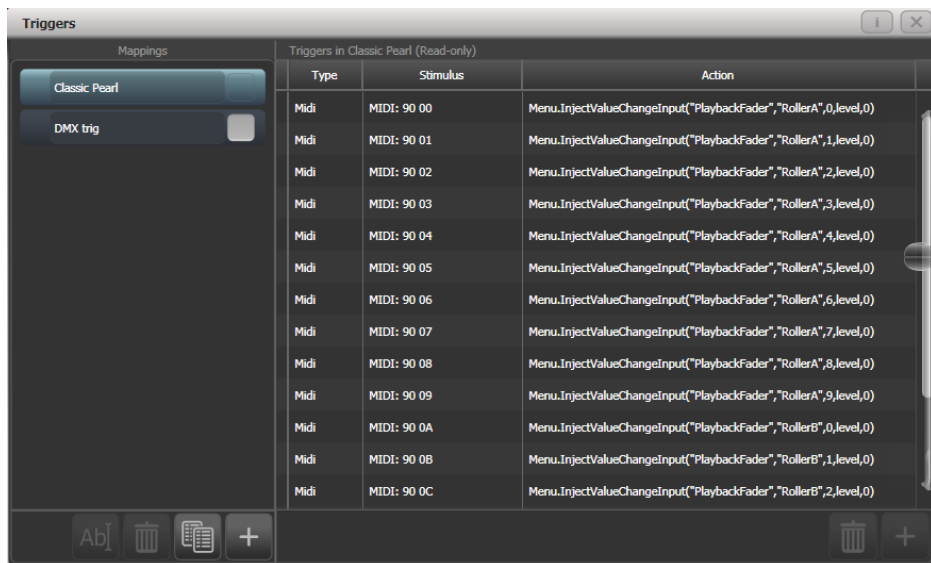 Triggers
i
Mappings
Triggers in Classic Pearl (Read-only)
Classic Pearl
DMX trig
Type Stimulus Action
Midi MIDI: 90 00 Menu.InjectValueChangeInput("PlaybackFader","RollerA",0,level,0)
Midi MIDI: 90 01 Menu.InjectValueChangeInput("PlaybackFader","RollerA",1,level,0)
Midi MIDI: 90 02 Menu.InjectValueChangeInput("PlaybackFader","RollerA",2,level,0)
Midi MIDI: 90 03 Menu.InjectValueChangeInput("PlaybackFader","RollerA",3,level,0)
Midi MIDI: 90 04 Menu.InjectValueChangeInput("PlaybackFader","RollerA",4,level,0)
Midi MIDI: 90 05 Menu.InjectValueChangeInput("PlaybackFader","RollerA",5,level,0)
Midi MIDI: 90 06 Menu.InjectValueChangeInput("PlaybackFader","RollerA",6,level,0)
Midi MIDI: 90 07 Menu.InjectValueChangeInput("PlaybackFader","RollerA",7,level,0)
Midi MIDI: 90 08 Menu.InjectValueChangeInput("PlaybackFader","RollerA",8,level,0)
Midi MIDI: 90 09 Menu.InjectValueChangeInput("PlaybackFader","RollerA",9,level,0)
Midi MIDI: 90 0A Menu.InjectValueChangeInput("PlaybackFader","RollerB",0,level,0)
Midi MIDI: 90 0B Menu.InjectValueChangeInput("PlaybackFader","RollerB",1,level,0)
Midi MIDI: 90 0C Menu.InjectValueChangeInput("PlaybackFader","RollerB",2,level,0)
Ab